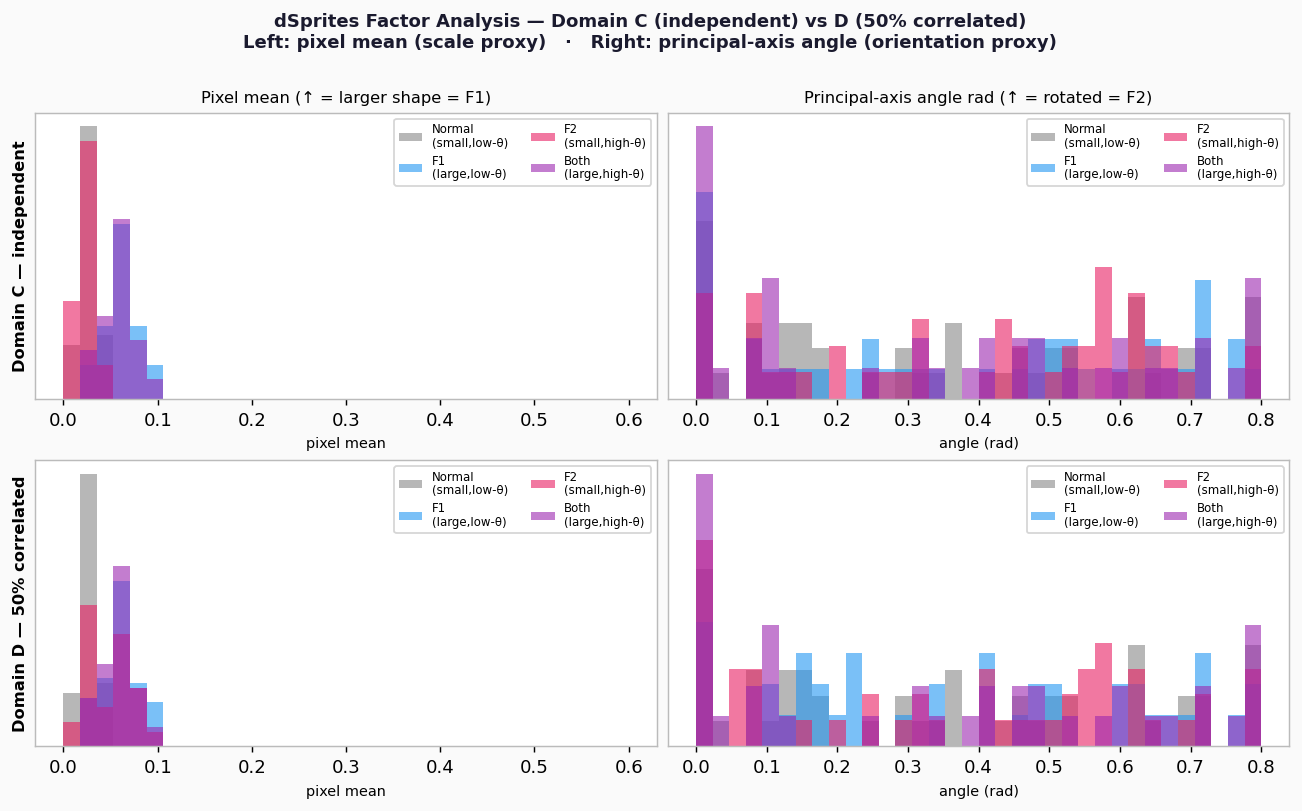 dSprites Factor Analysis — Domain C (independent) vs D (50% correlated)
Left: pixel mean (scale proxy)   ·   Right: principal-axis angle (orientation proxy)
Pixel mean (↑ = larger shape = F1)
Principal-axis angle rad (↑ = rotated = F2)
Domain C — independent
Normal
(small,low-θ)
F1
(large,low-θ)
F2
(small,high-θ)
Both
(large,high-θ)
0.0 0.1 0.2 0.3 0.4 0.5 0.6
pixel mean
Normal
(small,low-θ)
F1
(large,low-θ)
F2
(small,high-θ)
Both
(large,high-θ)
0.0 0.1 0.2 0.3 0.4 0.5 0.6 0.7 0.8
angle (rad)
Domain D — 50% correlated
Normal
(small,low-θ)
F1
(large,low-θ)
F2
(small,high-θ)
Both
(large,high-θ)
0.0 0.1 0.2 0.3 0.4 0.5 0.6
pixel mean
Normal
(small,low-θ)
F1
(large,low-θ)
F2
(small,high-θ)
Both
(large,high-θ)
0.0 0.1 0.2 0.3 0.4 0.5 0.6 0.7 0.8
angle (rad)